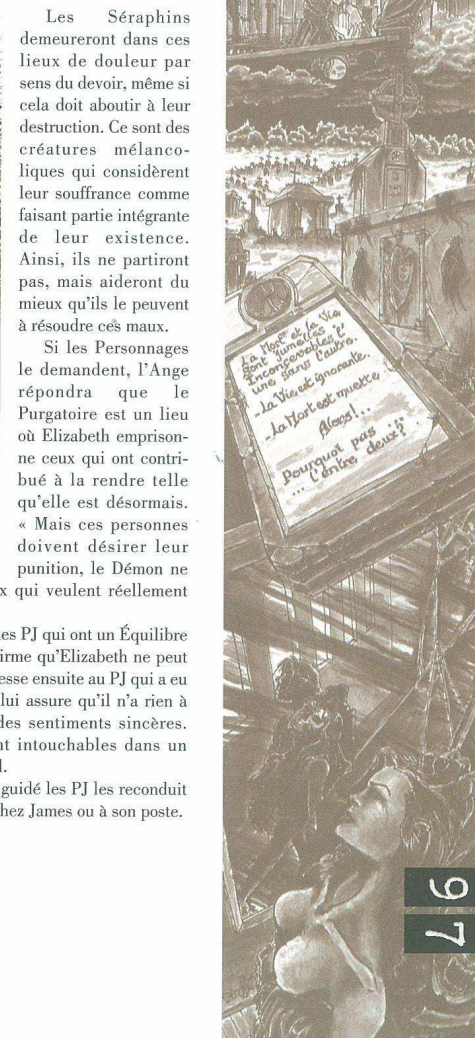 Les Séraphins
demeureront dans ces
lieux de douleur par
sens du devoir, même si
cela doit aboutir à leur
destruction. Ce sont des
créatures mélanco-
liques qui considèrent
leur souffrance comme
faisant partie intégrante
de leur existence.
Ainsi, ils ne partiront
pas, mais aideront du
mieux qu'ils le peuvent
à résoudre ces maux.
Si les Personnages
le demandent, l'Ange
répondra que le
Purgatoire est un lieu
où Elizabeth emprison-
ne ceux qui ont contri-
bué à la rendre telle
qu'elle est désormais.
« Mais ces personnes
doivent désirer leur
punition, le Démon ne
x qui veulent réellement
es PJ qui ont un Équilibre
irme qu'Elizabeth ne peut
esse ensuite au PJ qui a eu
lui assure qu'il n'a rien à
des sentiments sincères.
nt intouchables dans un
l.
guidé les PJ les reconduit
hez James ou à son poste.
La Mort et la Vie
sont jumelles
Inconcevables l'
une sans l'autre.
- La Vie est ignorante.
- La Mort est muette
Alors!...
Pourquoi pas ...
... l'entre deux?
97